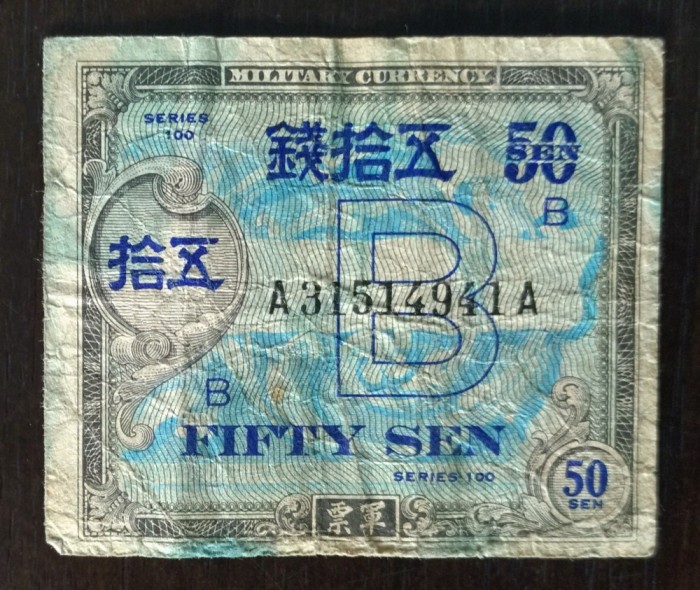 MILITARY CURRENCY
SERIES
100
五拾錢
50
SEN
B
五拾
B
A31514941A
B
FIFTY SEN
SERIES 100
50
SEN
軍票